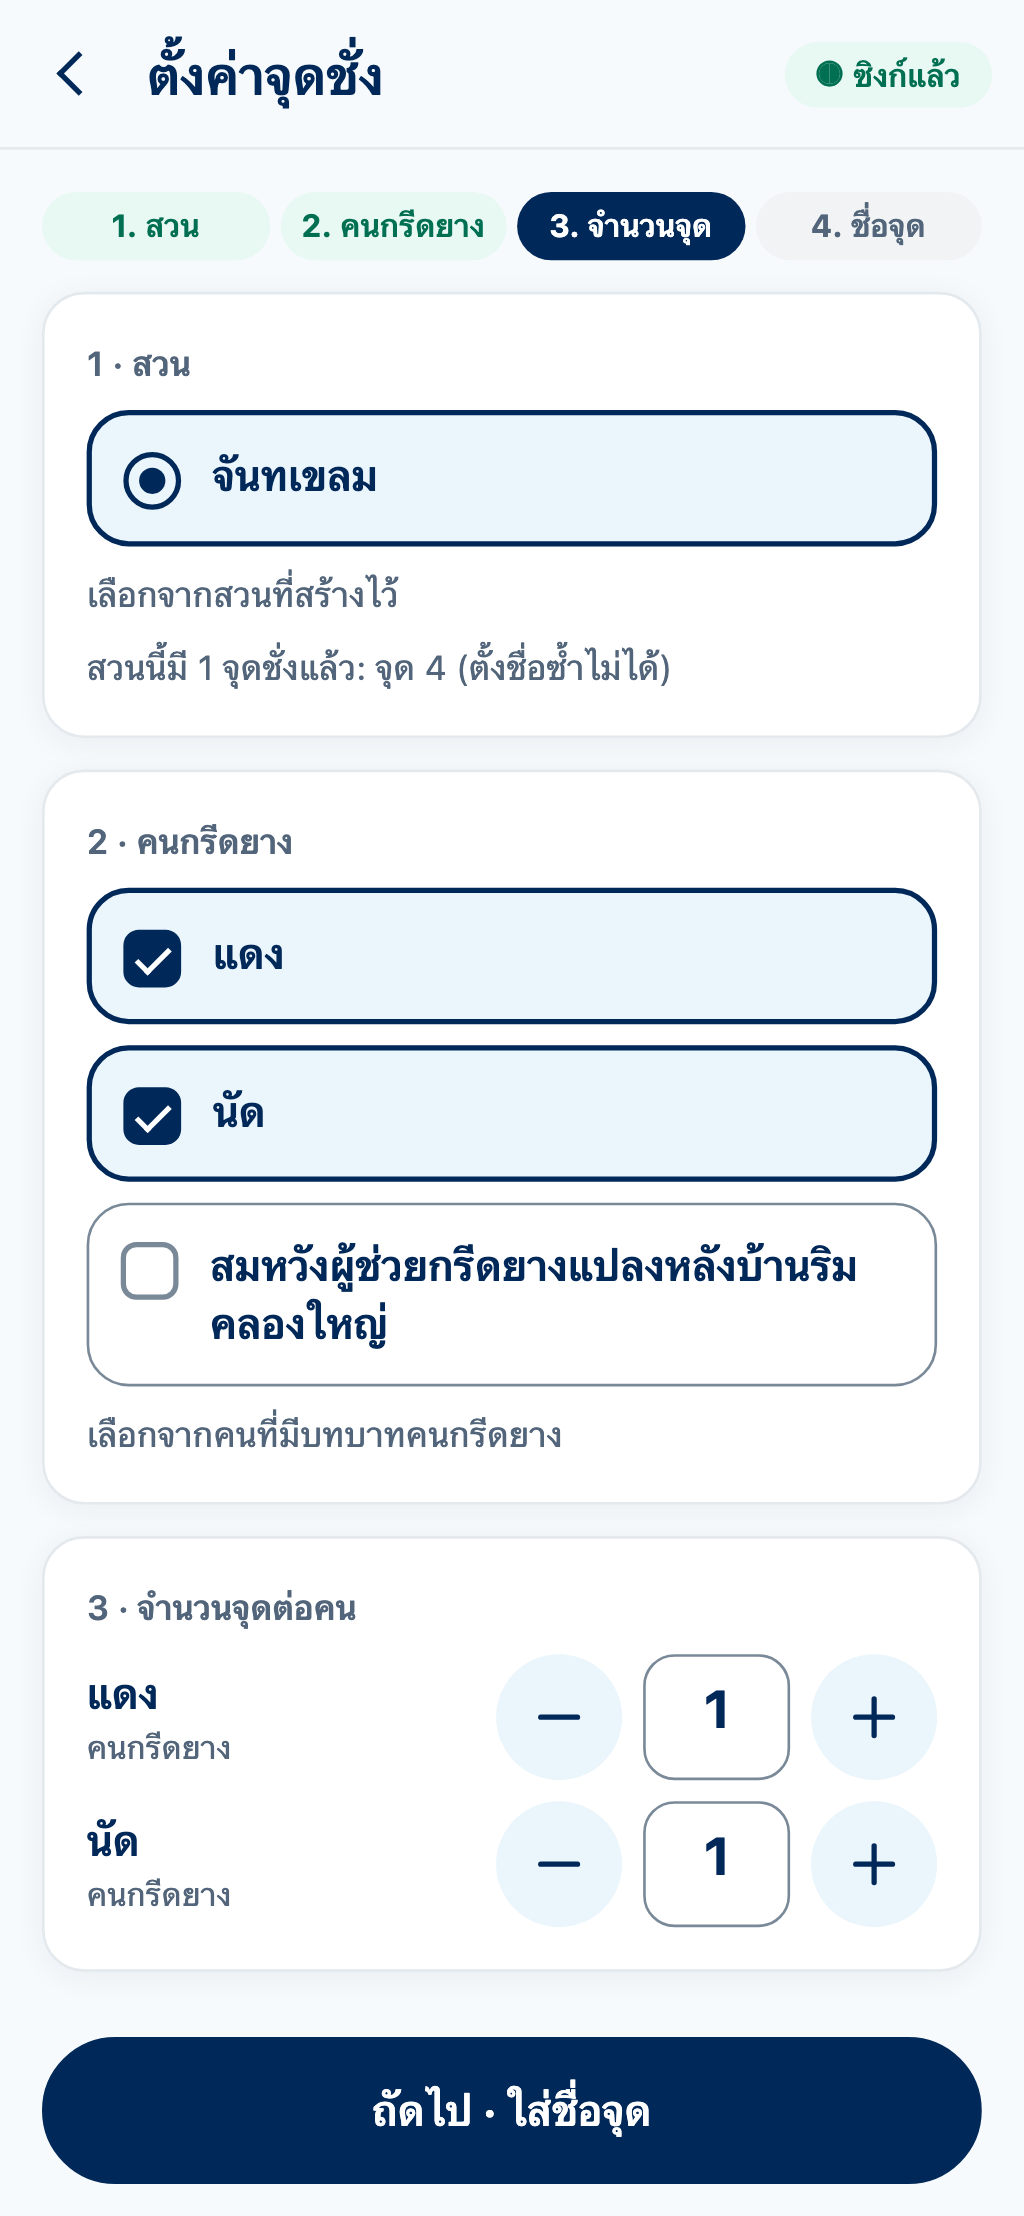 ตั้งค่าจุดชั่ง
ซิงก์แล้ว
1. สวน
2. คนกรีดยาง
3. จำนวนจุด
4. ชื่อจุด
1 · สวน
จันทเขลม
เลือกจากสวนที่สร้างไว้
สวนนี้มี 1 จุดชั่งแล้ว: จุด 4 (ตั้งชื่อซ้ำไม่ได้)
2 · คนกรีดยาง
แดง
นัด
สมหวังผู้ช่วยกรีดยางแปลงหลังบ้านริม
คลองใหญ่
เลือกจากคนที่มีบทบาทคนกรีดยาง
3 · จำนวนจุดต่อคน
แดง
คนกรีดยาง
1
นัด
คนกรีดยาง
1
ถัดไป · ใส่ชื่อจุด